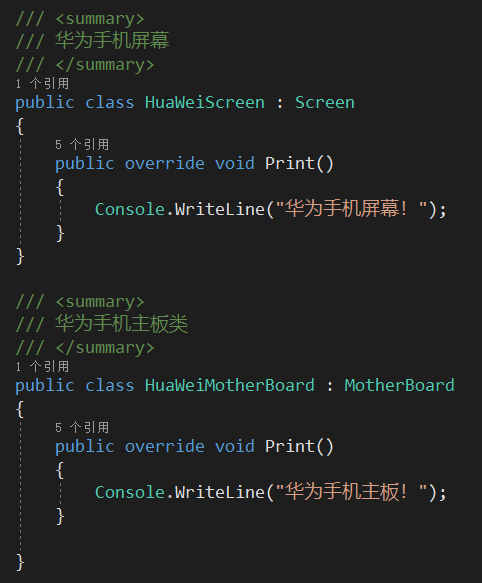 /// <summary>
/// 华为手机屏幕
/// </summary>
1 个引用
public class HuaWeiScreen : Screen
{
5 个引用
public override void Print()
{
Console.WriteLine("华为手机屏幕！");
}
}
/// <summary>
/// 华为手机主板类
/// </summary>
1 个引用
public class HuaWeiMotherBoard : MotherBoard
{
5 个引用
public override void Print()
{
Console.WriteLine("华为手机主板！");
}
}